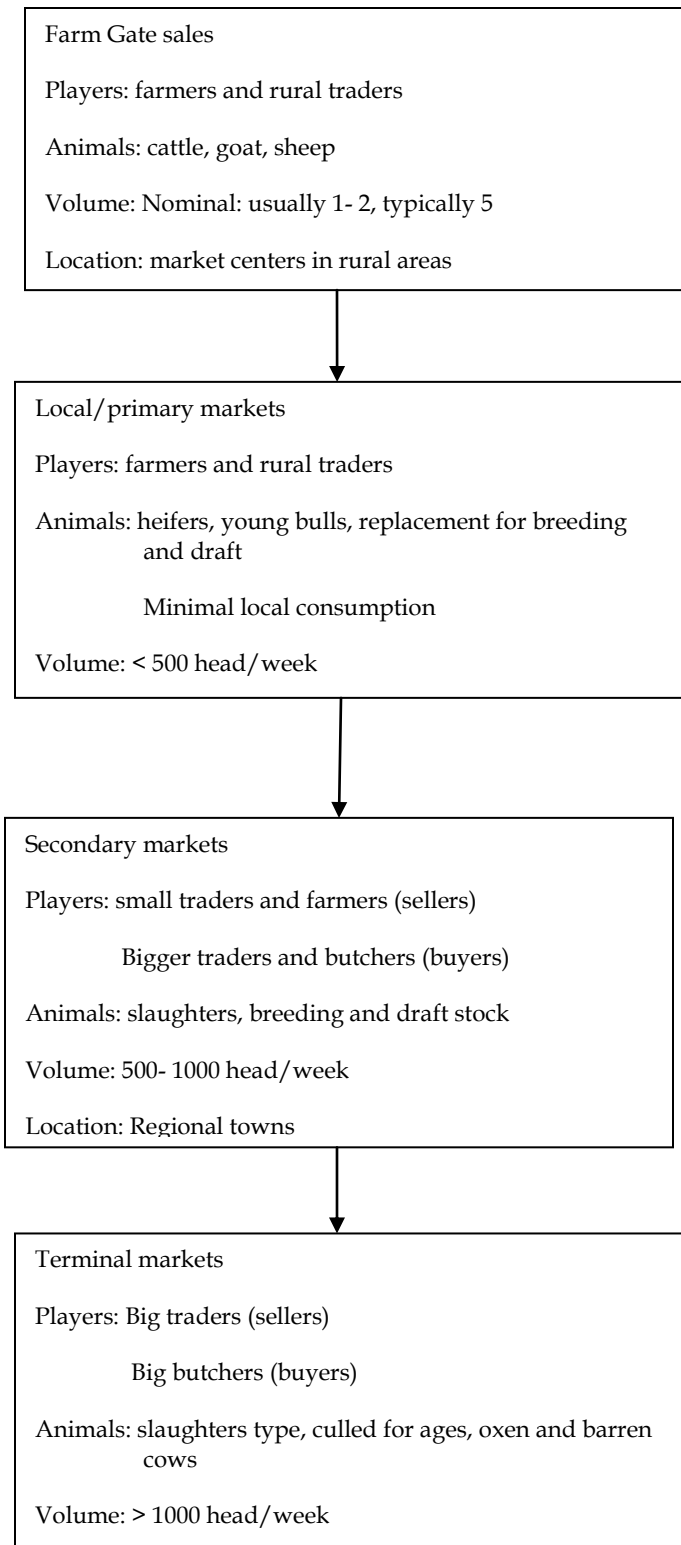 Farm Gate sales
Players: farmers and rural traders
Animals: cattle, goat, sheep
Volume: Nominal: usually 1- 2, typically 5
Location: market centers in rural areas
Local/primary markets
Players: farmers and rural traders
Animals: heifers, young bulls, replacement for breeding
and draft
Minimal local consumption
Volume: < 500 head/week
Secondary markets
Players: small traders and farmers (sellers)
Bigger traders and butchers (buyers)
Animals: slaughters, breeding and draft stock
Volume: 500- 1000 head/week
Location: Regional towns
Terminal markets
Players: Big traders (sellers)
Big butchers (buyers)
Animals: slaughters type, culled for ages, oxen and barren
cows
Volume: > 1000 head/week